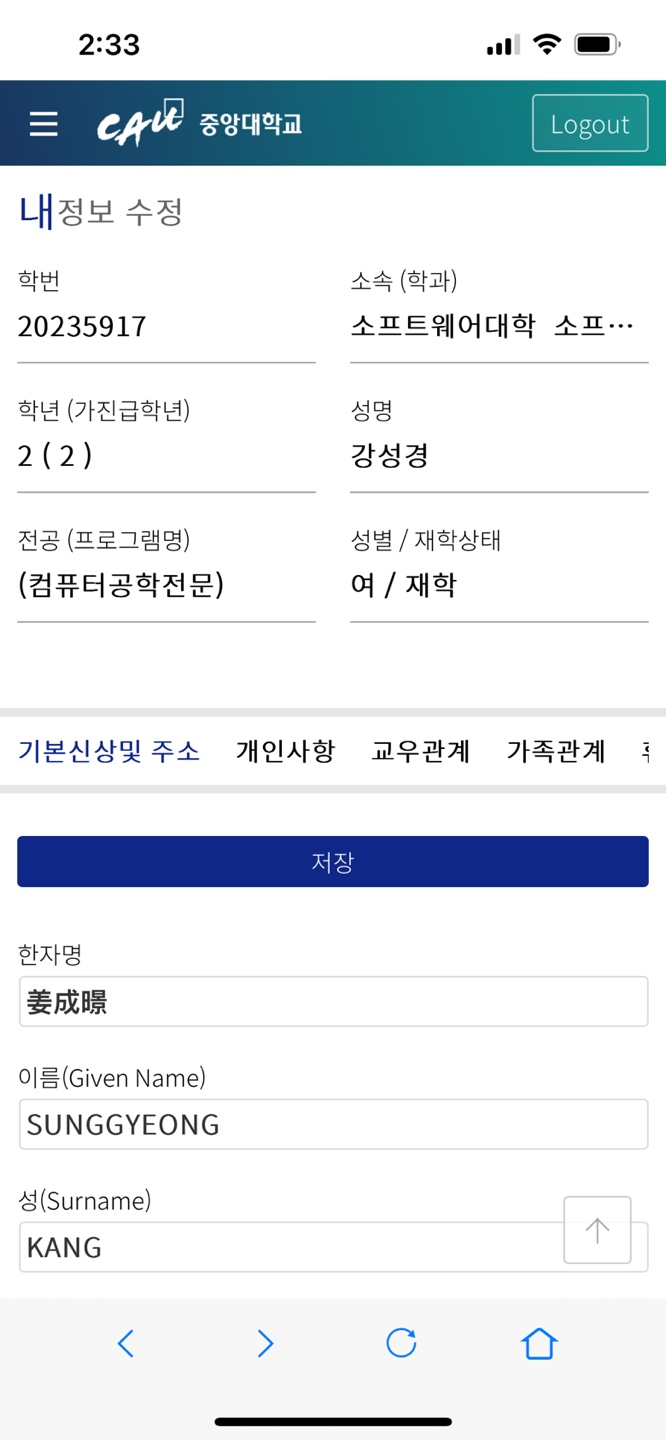 2:33
CAU 중앙대학교
Logout
내정보 수정
학번
소속 (학과)
20235917
소프트웨어대학 소프…
학년 (가진급학년)
성명
2 ( 2 )
강성경
전공 (프로그램명)
성별 / 재학상태
(컴퓨터공학전문)
여 / 재학
기본신상및 주소 개인사항 교우관계 가족관계
저장
한자명
姜成暻
이름(Given Name)
SUNGGYEONG
성(Surname)
KANG